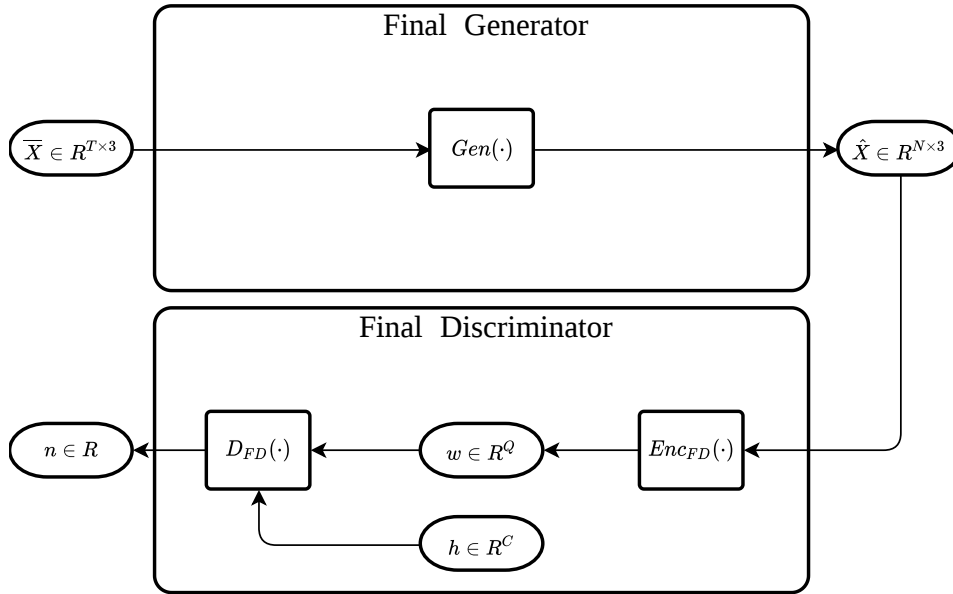 Final Generator
X̅ ∈ R^{T×3}
Gen(·)
X̂ ∈ R^{N×3}
Final Discriminator
n ∈ R
D_{FD}(·)
w ∈ R^Q
Enc_{FD}(·)
h ∈ R^C